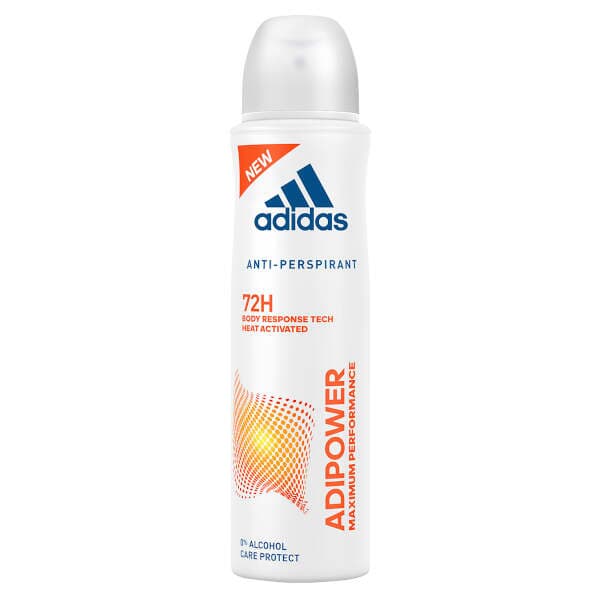 NEW
adidas
ANTI-PERSPIRANT
72H
BODY RESPONSE TECH
HEAT ACTIVATED
ADIPOWER
MAXIMUM PERFORMANCE
0% ALCOHOL
CARE PROTECT